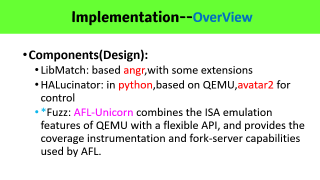 Implementation--OverView
•Components(Design):
•LibMatch: based angr,with some extensions
•HALucinator: in python,based on QEMU,avatar2 for
control
•*Fuzz: AFL-Unicorn combines the ISA emulation
features of QEMU with a flexible API, and provides the
coverage instrumentation and fork-server capabilities
used by AFL.